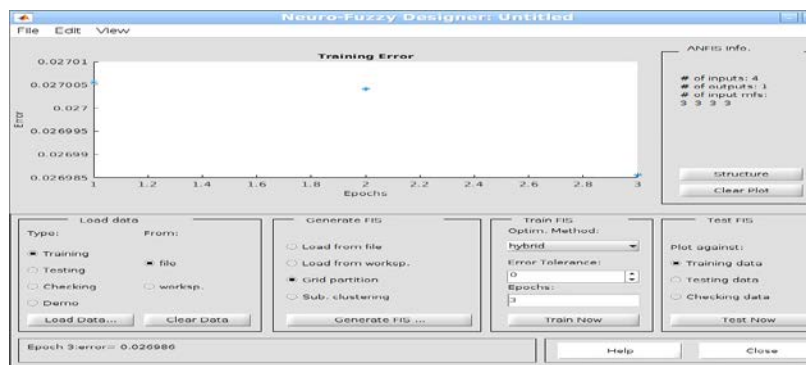 Neuro-Fuzzy Designer: Untitled
File Edit View
Training Error
0.02701
0.027005
0.027
0.026995
0.02699
0.026985
Error
1 1.2 1.4 1.6 1.8 2 2.2 2.4 2.6 2.8 3
Epochs
ANFIS Info.
# of inputs: 4
# of outputs: 1
# of input mfs:
3 3 3 3
Structure
Clear Plot
Load data
Type: From:
Training
file
Testing
Checking
worksp.
Demo
Load Data... Clear Data
Generate FIS
Load from file
Load from worksp.
Grid partition
Sub. clustering
Generate FIS ...
Train FIS
Optim. Method:
hybrid
Error Tolerance:
0
Epochs:
3
Train Now
Test FIS
Plot against:
Training data
Testing data
Checking data
Test Now
Epoch 3:error= 0.026986
Help Close